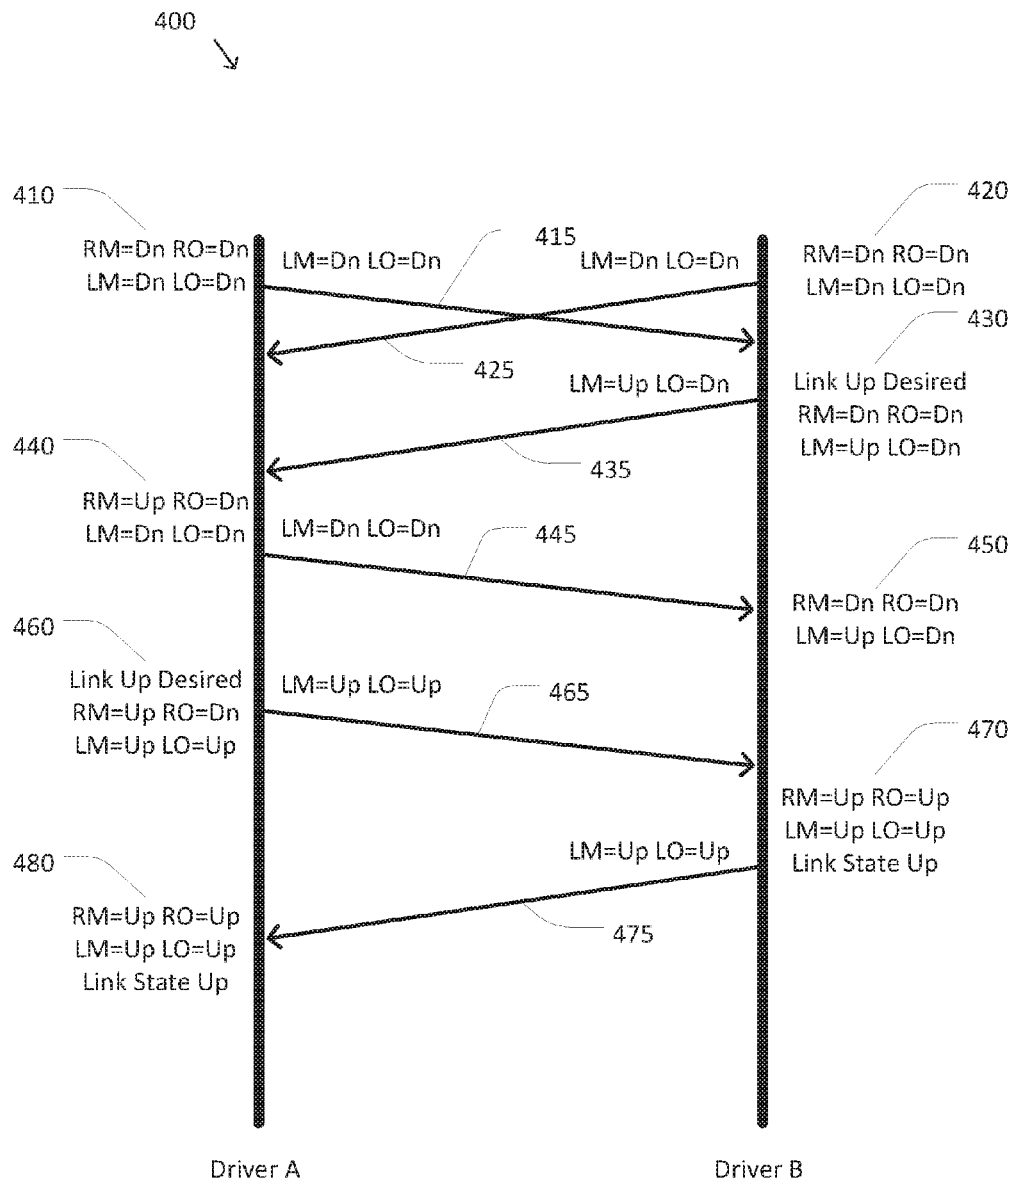 400
410
420
RM=Dn RO=Dn
LM=Dn LO=Dn
LM=Dn LO=Dn
415
LM=Dn LO=Dn
RM=Dn RO=Dn
LM=Dn LO=Dn
430
425
LM=Up LO=Dn
Link Up Desired
RM=Dn RO=Dn
LM=Up LO=Dn
440
435
RM=Up RO=Dn
LM=Dn LO=Dn
LM=Dn LO=Dn
445
450
RM=Dn RO=Dn
LM=Up LO=Dn
460
Link Up Desired
RM=Up RO=Dn
LM=Up LO=Up
LM=Up LO=Up
465
470
RM=Up RO=Up
LM=Up LO=Up
Link State Up
LM=Up LO=Up
480
475
RM=Up RO=Up
LM=Up LO=Up
Link State Up
Driver A
Driver B